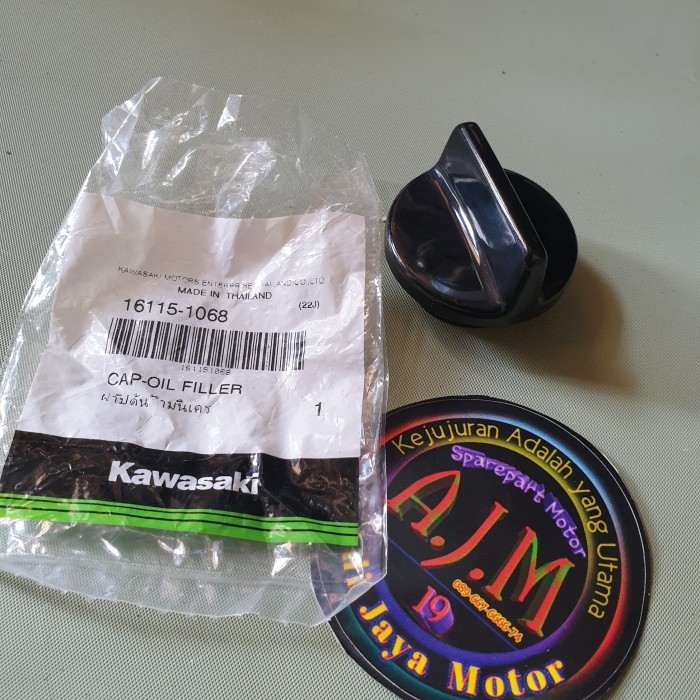 KAWASAKI MOTORS ENTERPRISE (THAILAND) CO.,LTD
MADE IN THAILAND
16115-1068
(22J)
161151068
CAP-OIL FILLER
1
Kawasaki
Kejujuran Adalah yang Utama
Sparepart Motor
A.J.M
19
Jaya Motor